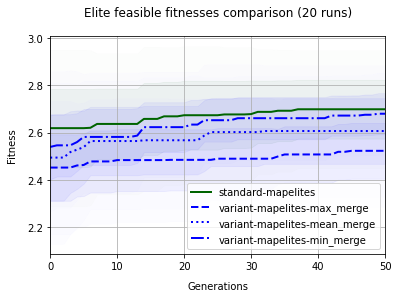 Elite feasible fitnesses comparison (20 runs)
3.0
2.8
2.6
2.4
2.2
Fitness
standard-mapelites
variant-mapelites-max_merge
variant-mapelites-mean_merge
variant-mapelites-min_merge
0 10 20 30 40 50
Generations